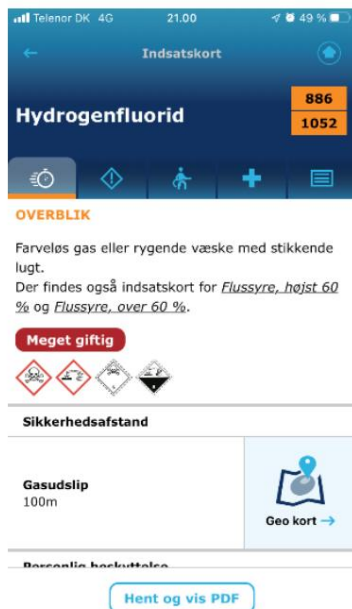 Telenor DK 4G 21.00 49 %
Indsatskort
Hydrogenfluorid
886
1052
OVERBLIK
Farveløs gas eller rygende væske med stikkende
lugt.
Der findes også indsatskort for Flussyre, højst 60
% og Flussyre, over 60 %.
Meget giftig
Sikkerhedsafstand
Gasudslip
100m
Geo kort →
Personlig beskyttelse
Hent og vis PDF